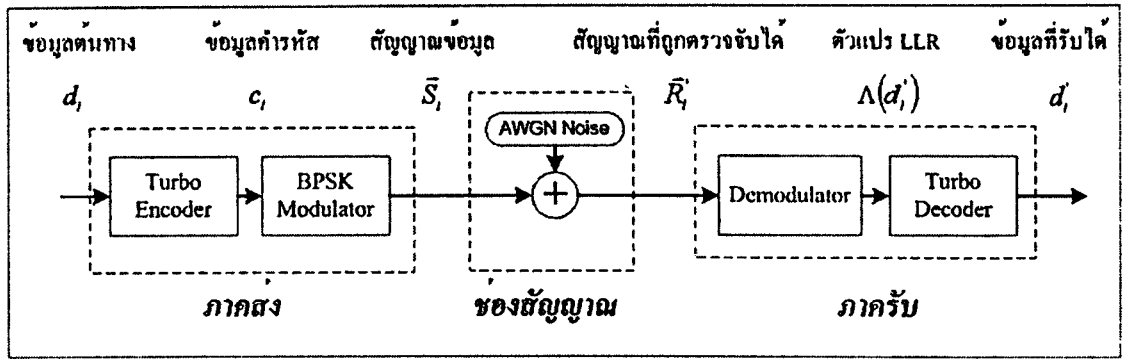 ข้อมูลต้นทาง ข้อมูลคำรหัส สัญญาณข้อมูล สัญญาณที่ถูกตรวจจับได้ ตัวแปร LLR ข้อมูลที่รับได้
d_i c_i S̄_i R̄'_i Λ(d'_i) d'_i
AWGN Noise
Turbo Encoder
BPSK Modulator
+
Demodulator
Turbo Decoder
ภาคส่ง ช่องสัญญาณ ภาครับ